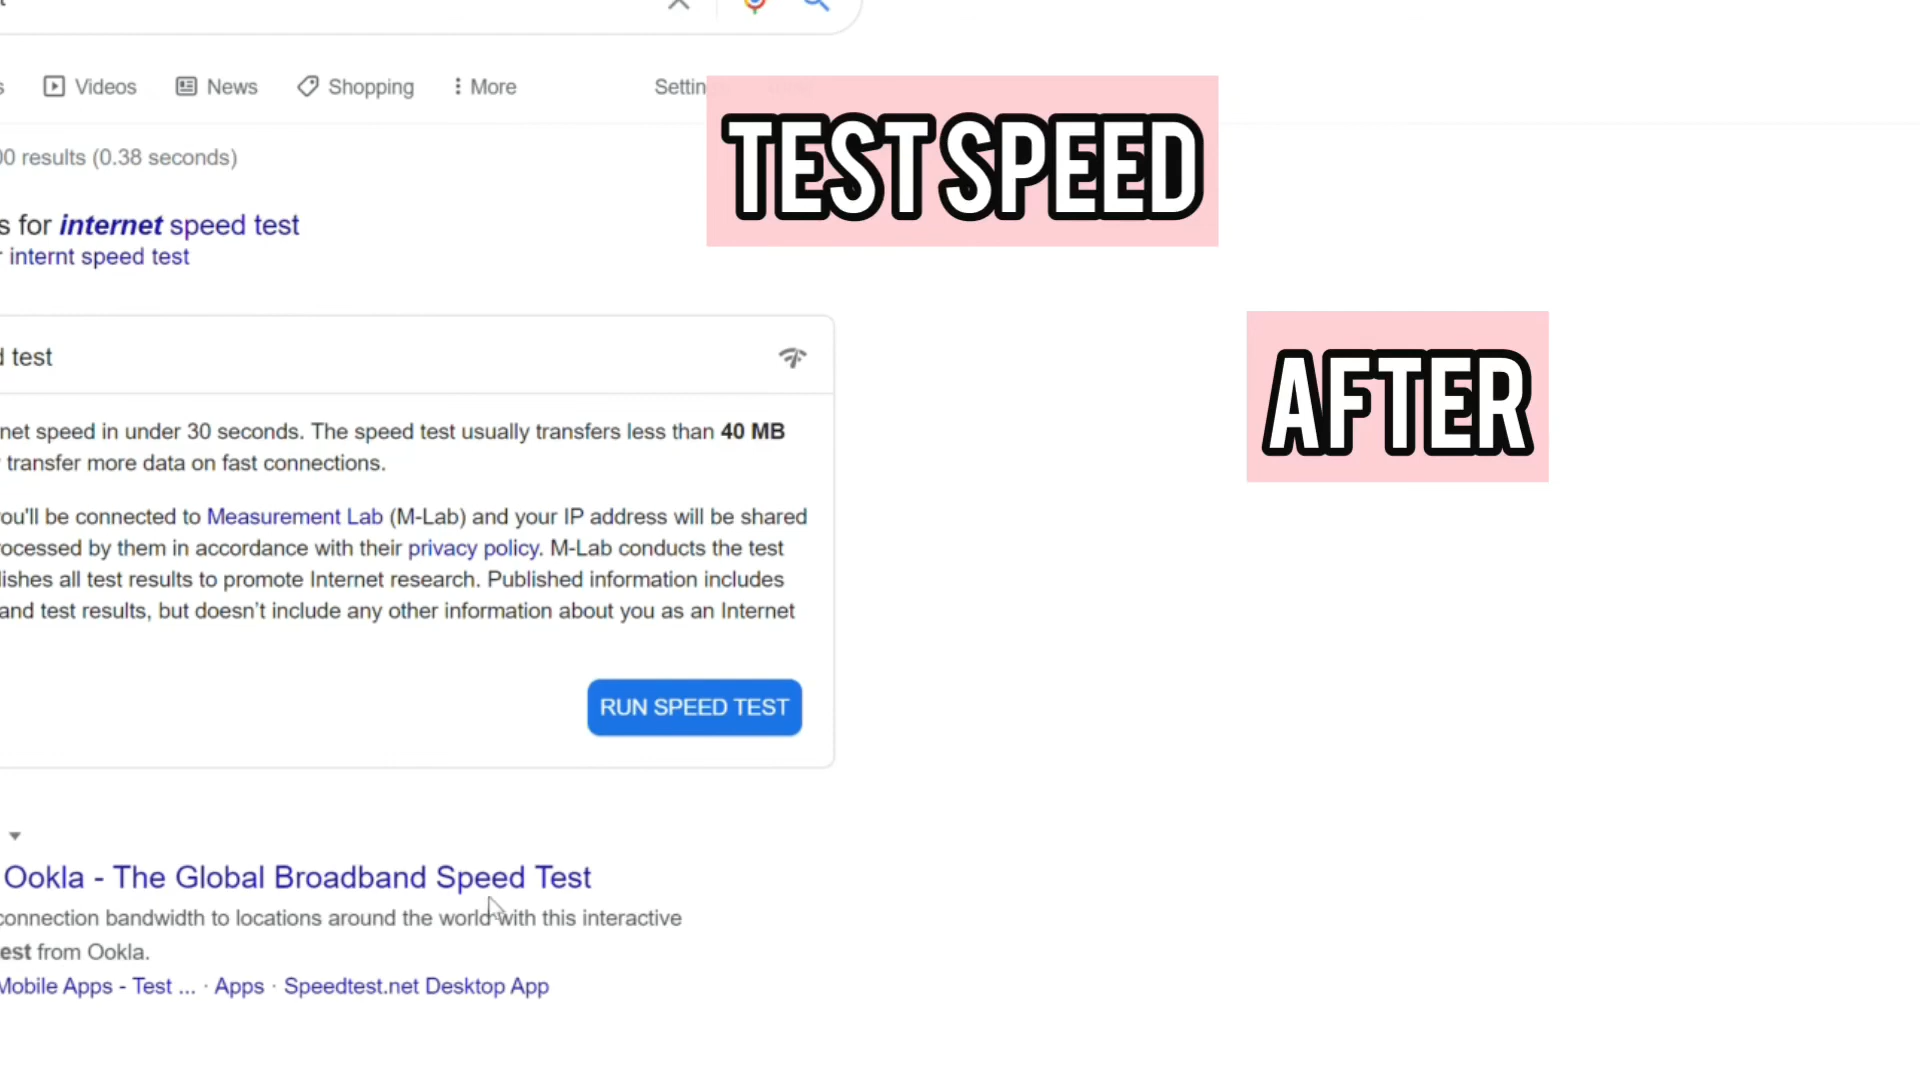 Videos News Shopping More Settin
TEST SPEED
00 results (0.38 seconds)
s for internet speed test
internt speed test
AFTER
d test
net speed in under 30 seconds. The speed test usually transfers less than 40 MB
transfer more data on fast connections.
ou'll be connected to Measurement Lab (M-Lab) and your IP address will be shared
rocessed by them in accordance with their privacy policy. M-Lab conducts the test
lishes all test results to promote Internet research. Published information includes
and test results, but doesn't include any other information about you as an Internet
RUN SPEED TEST
Ookla - The Global Broadband Speed Test
connection bandwidth to locations around the world with this interactive
est from Ookla.
Mobile Apps - Test ... · Apps · Speedtest.net Desktop App